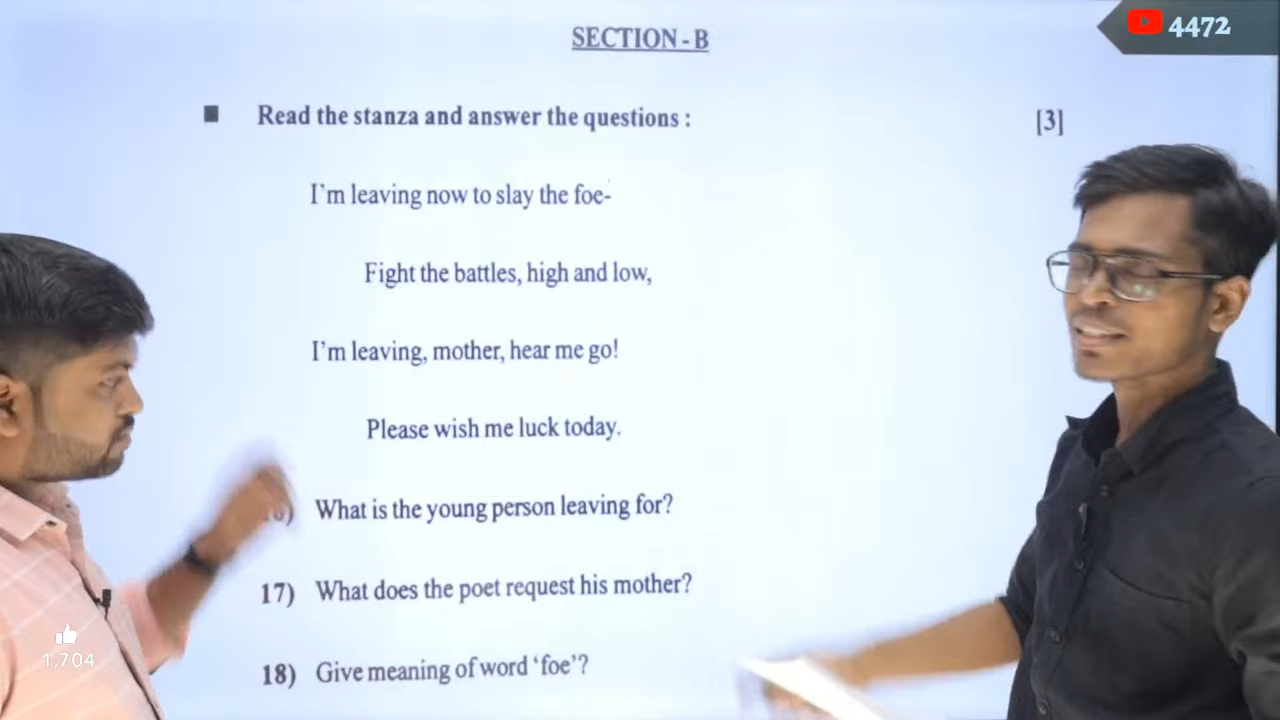 4472
SECTION - B
Read the stanza and answer the questions :
[3]
I'm leaving now to slay the foe-
Fight the battles, high and low,
I'm leaving, mother, hear me go!
Please wish me luck today.
What is the young person leaving for?
17) What does the poet request his mother?
18) Give meaning of word 'foe'?
1,704